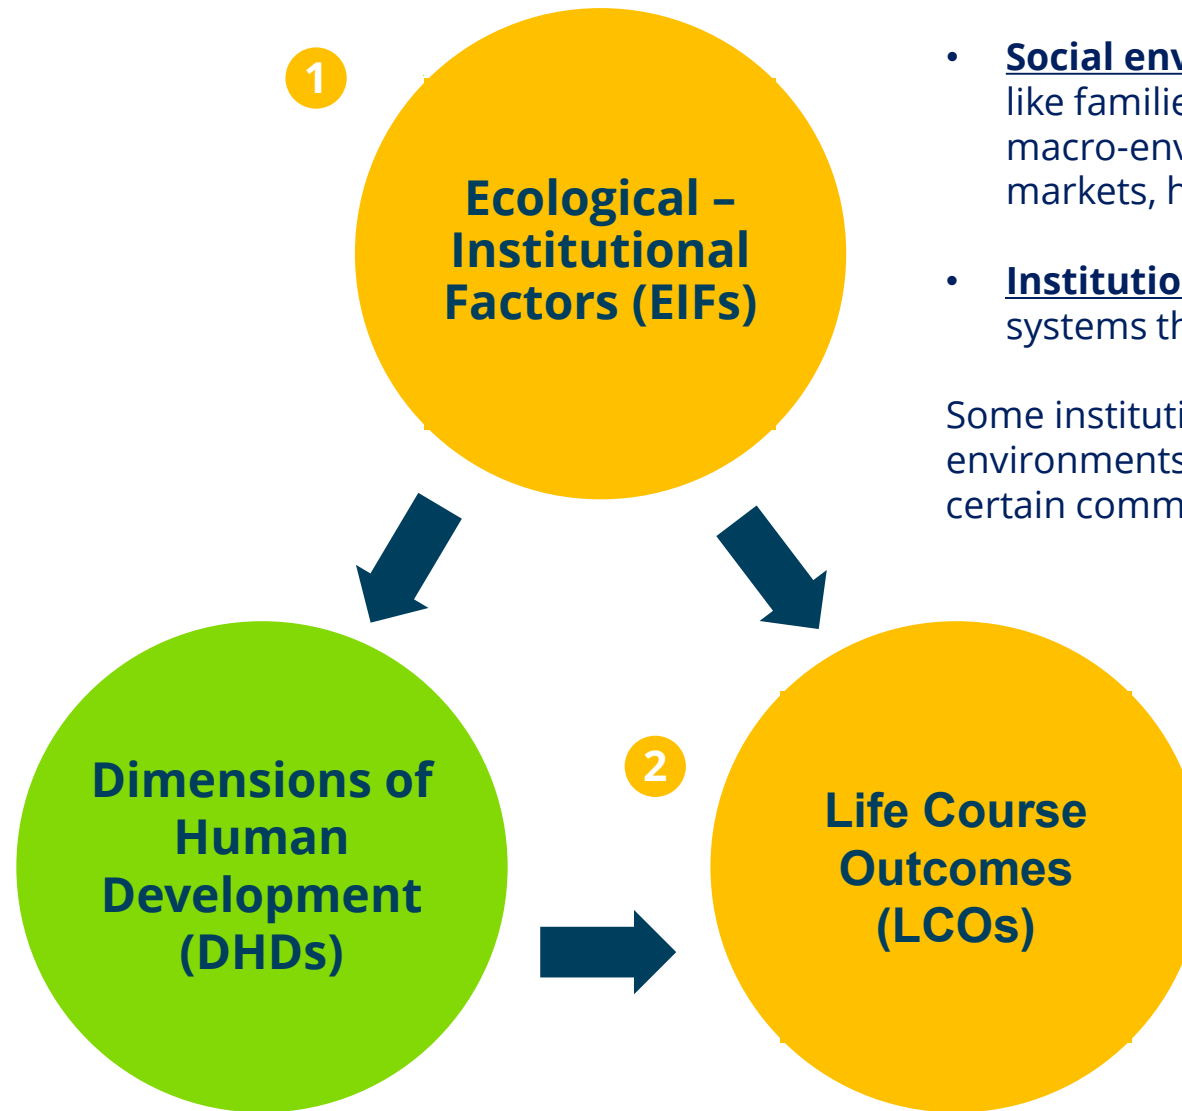 1
Ecological –
Institutional
Factors (EIFs)
• Social env
like familie
macro-env
markets, h
• Institutio
systems th
Some instituti
environments
certain comm
Dimensions of
Human
Development
(DHDs)
2
Life Course
Outcomes
(LCOs)